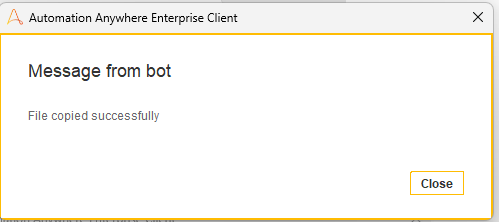 Automation Anywhere Enterprise Client
Message from bot
File copied successfully
Close